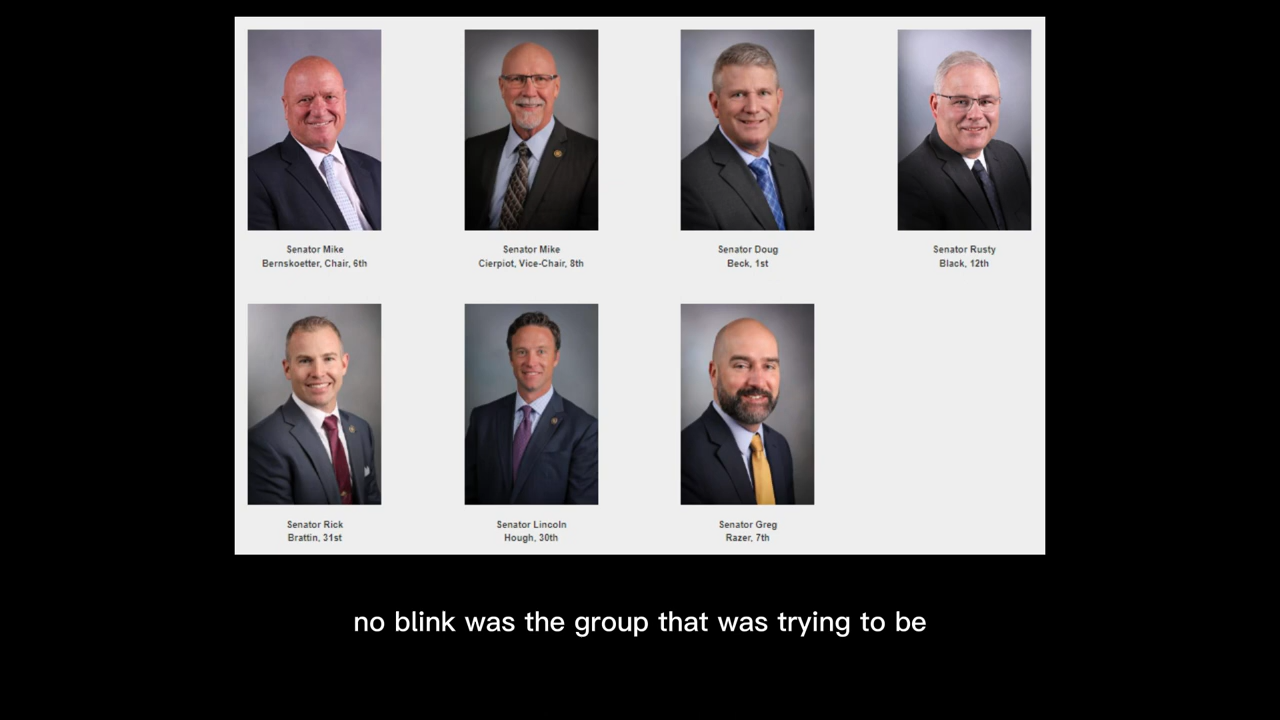 Senator Mike
Bernskoetter, Chair, 6th
Senator Mike
Cierpiot, Vice-Chair, 8th
Senator Doug
Beck, 1st
Senator Rusty
Black, 12th
Senator Rick
Brattin, 31st
Senator Lincoln
Hough, 30th
Senator Greg
Razer, 7th
no blink was the group that was trying to be